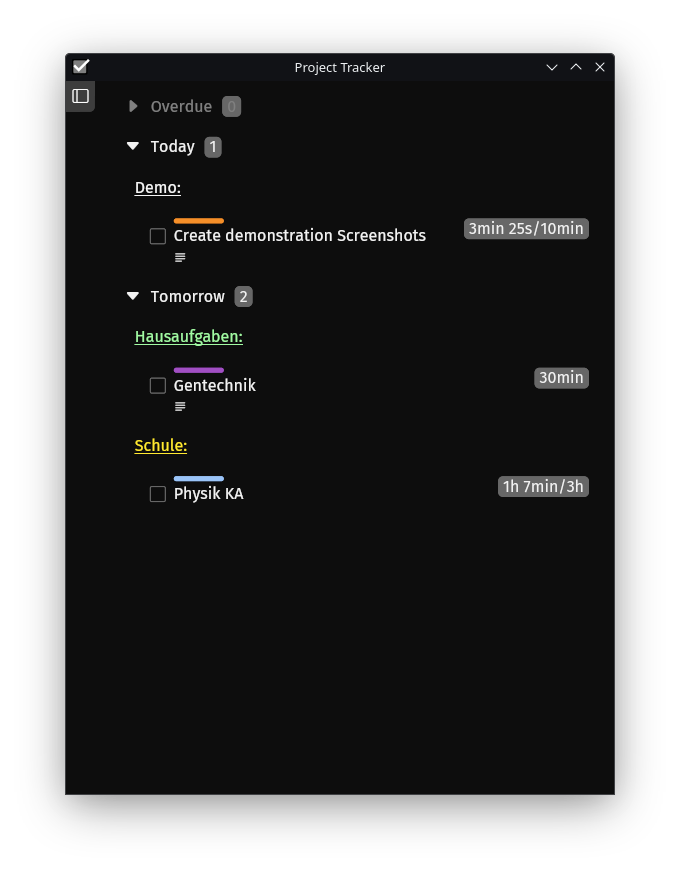 Project Tracker
Overdue 0
Today 1
Demo:
Create demonstration Screenshots 3min 25s/10min
Tomorrow 2
Hausaufgaben:
Gentechnik 30min
Schule:
Physik KA 1h 7min/3h